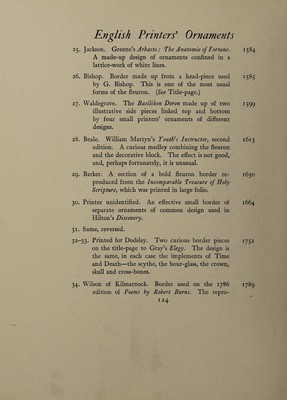 English Printers' Ornaments
25. Jackson. Greene's Arbasto: The Anatomie of Fortune. 1584
A made-up design of ornaments confined in a
lattice-work of white lines.
26. Bishop. Border made up from a head-piece used 1585
by G. Bishop. This is one of the most usual
forms of the fleuron. (See Title-page.)
27. Waldegrave. The Basilikon Doron made up of two 1599
illustrative side pieces linked top and bottom
by four small printers' ornaments of different
designs.
28. Beale. William Martyn's Youth's Instructor, second 1613
edition. A curious medley combining the fleuron
and the decorative block. The effect is not good,
and, perhaps fortunately, it is unusual.
29. Barker. A section of a bold fleuron border re- 1630
produced from the Incomparable Treasure of Holy
Scripture, which was printed in large folio.
30. Printer unidentified. An effective small border of 1664
separate ornaments of common design used in
Hilton's Discovery.
31. Same, reversed.
32-33. Printed for Dodsley. Two curious border pieces 1751
on the title-page to Gray's Elegy. The design is
the same, in each case the implements of Time
and Death—the scythe, the hour-glass, the crown,
skull and cross-bones.
34. Wilson of Kilmarnock. Border used on the 1786 1789
edition of Poems by Robert Burns. The repro-
124